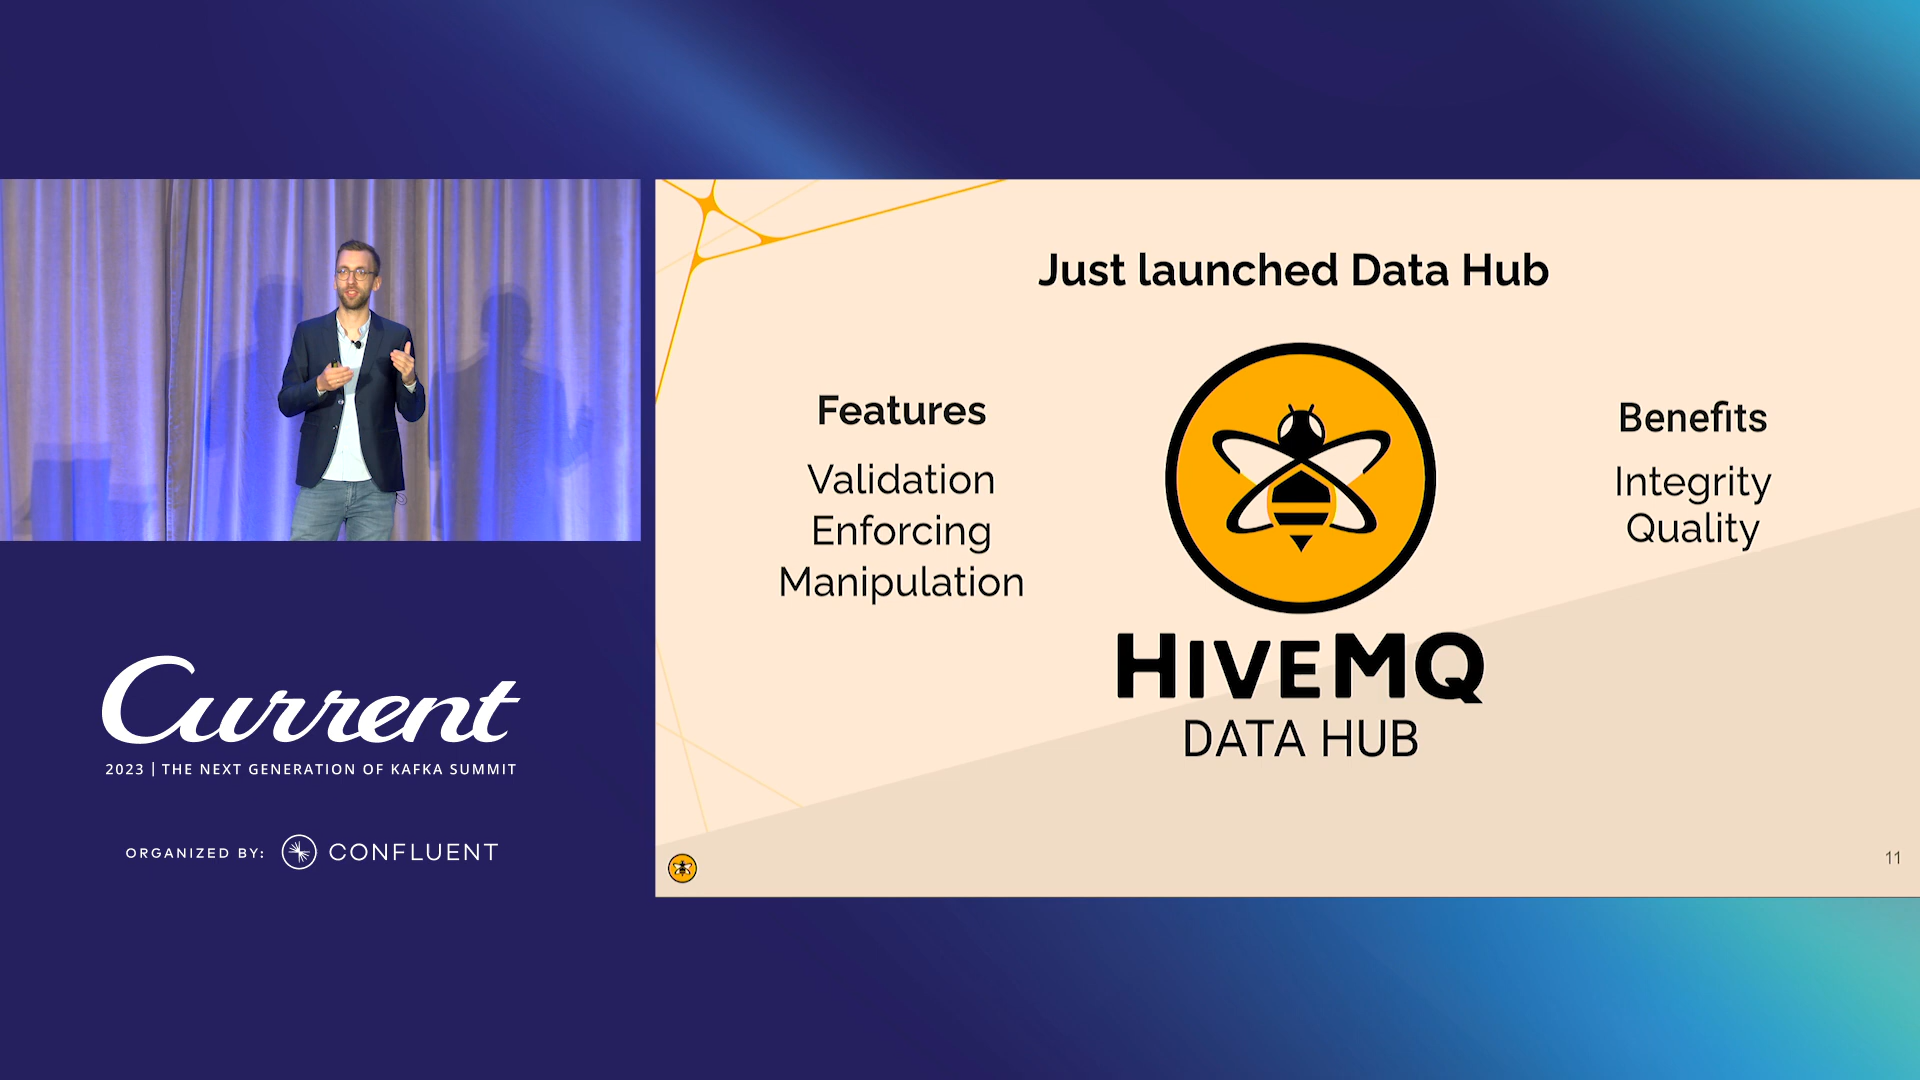 Just launched Data Hub
Features
Validation
Enforcing
Manipulation
Benefits
Integrity
Quality
HIVEMQ
DATA HUB
11
Current
2023 | THE NEXT GENERATION OF KAFKA SUMMIT
ORGANIZED BY: CONFLUENT